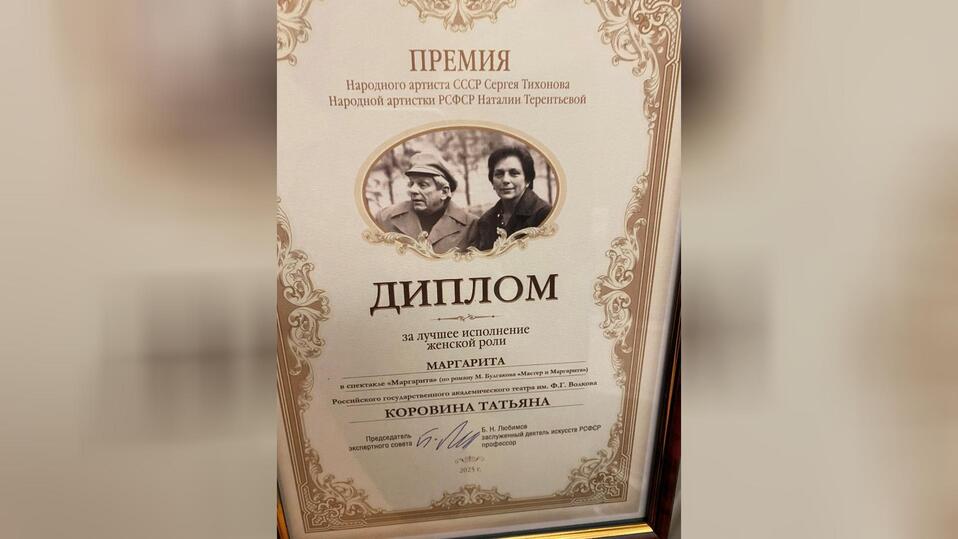 ПРЕМИЯ
Народного артиста СССР Сергея Тихонова
Народной артистки РСФСР Наталии Терентьевой
ДИПЛОМ
за лучшее исполнение
женской роли
МАРГАРИТА
в спектакле «Маргарита» (по роману М. Булгакова «Мастер и Маргарита»)
Российского государственного академического театра им. Ф.Г. Волкова
КОРОВИНА ТАТЬЯНА
Председатель
экспертного совета
Б. Н. Любимов
заслуженный деятель искусств РСФСР
профессор
2025 г.